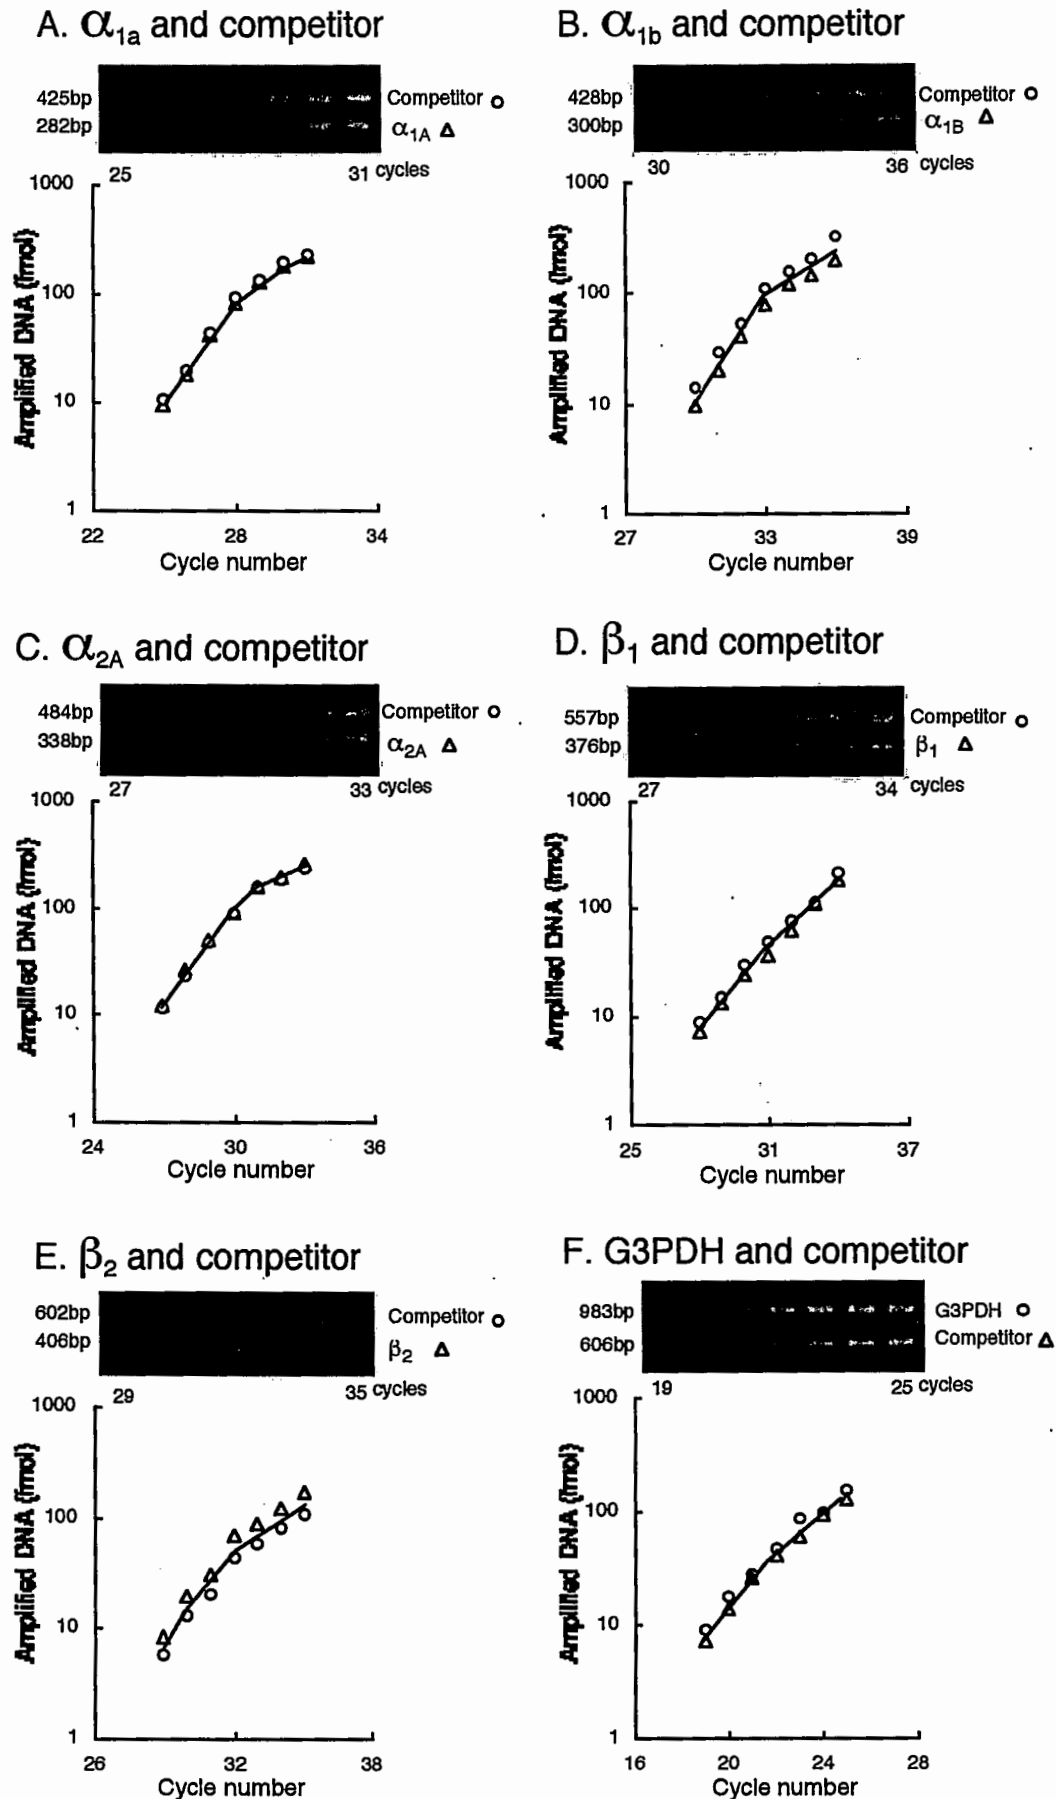 A. α1a and competitor
425bp
282bp
Competitor
α1A
25
31 cycles
1000
100
10
1
Amplified DNA (fmol)
22
28
34
Cycle number
B. α1b and competitor
428bp
300bp
Competitor
α1B
30
36 cycles
1000
100
10
1
Amplified DNA (fmol)
27
33
39
Cycle number
C. α2A and competitor
484bp
338bp
Competitor
α2A
27
33 cycles
1000
100
10
1
Amplified DNA (fmol)
24
30
36
Cycle number
D. β1 and competitor
557bp
376bp
Competitor
β1
27
34 cycles
1000
100
10
1
Amplified DNA (fmol)
25
31
37
Cycle number
E. β2 and competitor
602bp
406bp
Competitor
β2
29
35 cycles
1000
100
10
1
Amplified DNA (fmol)
26
32
38
Cycle number
F. G3PDH and competitor
983bp
606bp
G3PDH
Competitor
19
25 cycles
1000
100
10
1
Amplified DNA (fmol)
16
20
24
28
Cycle number